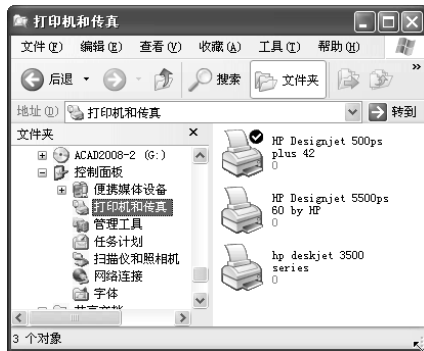 打印机和传真
文件(F) 编辑(E) 查看(V) 收藏(A) 工具(T) 帮助(H)
后退 搜索 文件夹 »
地址(D) 打印机和传真 转到
文件夹 ×
ACAD2008-2 (G:)
控制面板
便携媒体设备
打印机和传真
管理工具
任务计划
扫描仪和照相机
网络连接
字体
HP Designjet 500ps
plus 42
0
HP Designjet 5500ps
60 by HP
0
hp deskjet 3500
series
0
3 个对象